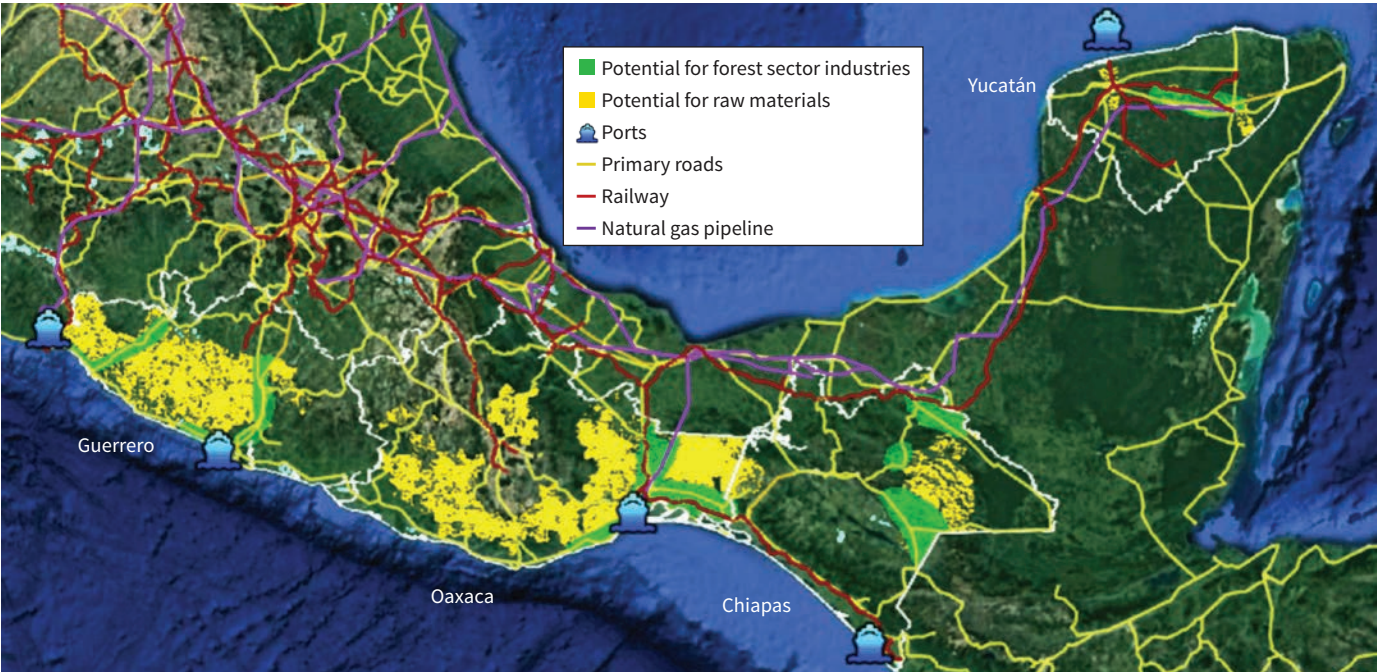 Potential for forest sector industries
Potential for raw materials
Ports
Primary roads
Railway
Natural gas pipeline
Yucatán
Guerrero
Oaxaca
Chiapas